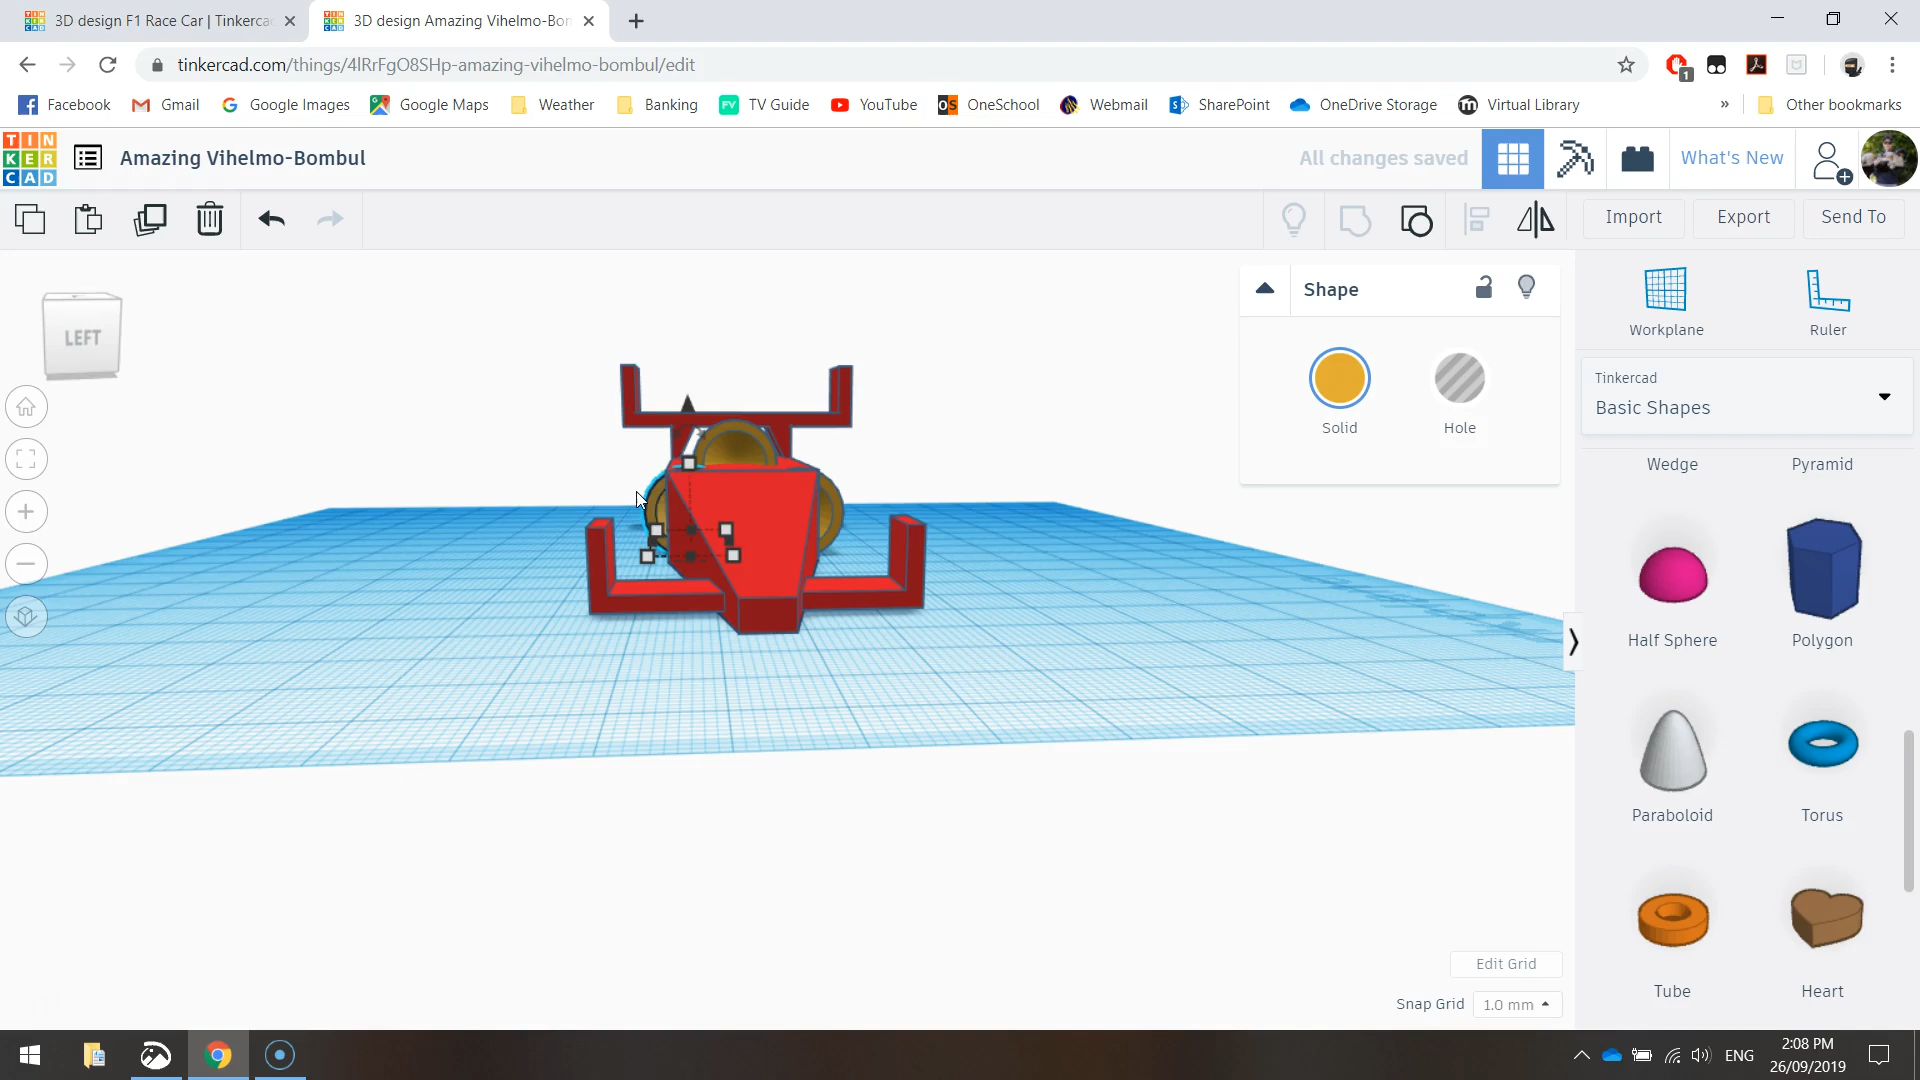 3D design F1 Race Car | Tinkerca
3D design Amazing Vihelmo-Bon
tinkercad.com/things/4lRrFgO8SHp-amazing-vihelmo-bombul/edit
1
Facebook
Gmail
Google Images
Google Maps
Weather
Banking
TV Guide
YouTube
OneSchool
Webmail
SharePoint
OneDrive Storage
Virtual Library
»
Other bookmarks
TIN
KER
CAD
Amazing Vihelmo-Bombul
All changes saved
What's New
Import
Export
Send To
LEFT
Shape
Solid
Hole
Workplane
Ruler
Tinkercad
Basic Shapes
Wedge
Pyramid
Half Sphere
Polygon
Paraboloid
Torus
Tube
Heart
Edit Grid
Snap Grid
1.0 mm
ENG
2:08 PM
26/09/2019